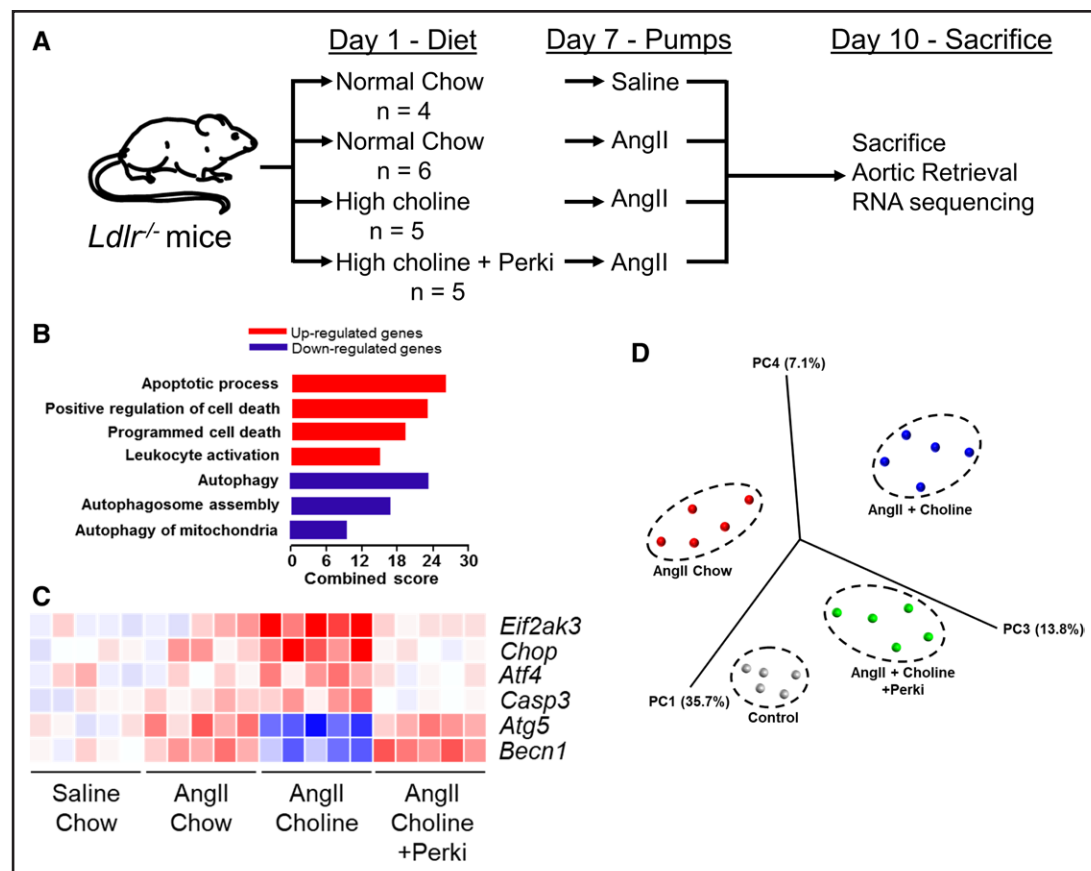 A
Day 1 - Diet
Day 7 - Pumps
Day 10 - Sacrifice
Normal Chow
n = 4
Saline
Normal Chow
n = 6
AngII
High choline
n = 5
AngII
High choline + Perki
n = 5
AngII
Ldlr-/- mice
Sacrifice
Aortic Retrieval
RNA sequencing
B
Up-regulated genes
Down-regulated genes
Apoptotic process
Positive regulation of cell death
Programmed cell death
Leukocyte activation
Autophagy
Autophagosome assembly
Autophagy of mitochondria
0 6 12 18 24 30
Combined score
C
Eif2ak3
Chop
Atf4
Casp3
Atg5
Becn1
Saline
Chow
AngII
Chow
AngII
Choline
AngII
Choline
+Perki
D
PC4 (7.1%)
AngII + Choline
AngII Chow
PC3 (13.8%)
AngII + Choline
+Perki
PC1 (35.7%)
Control